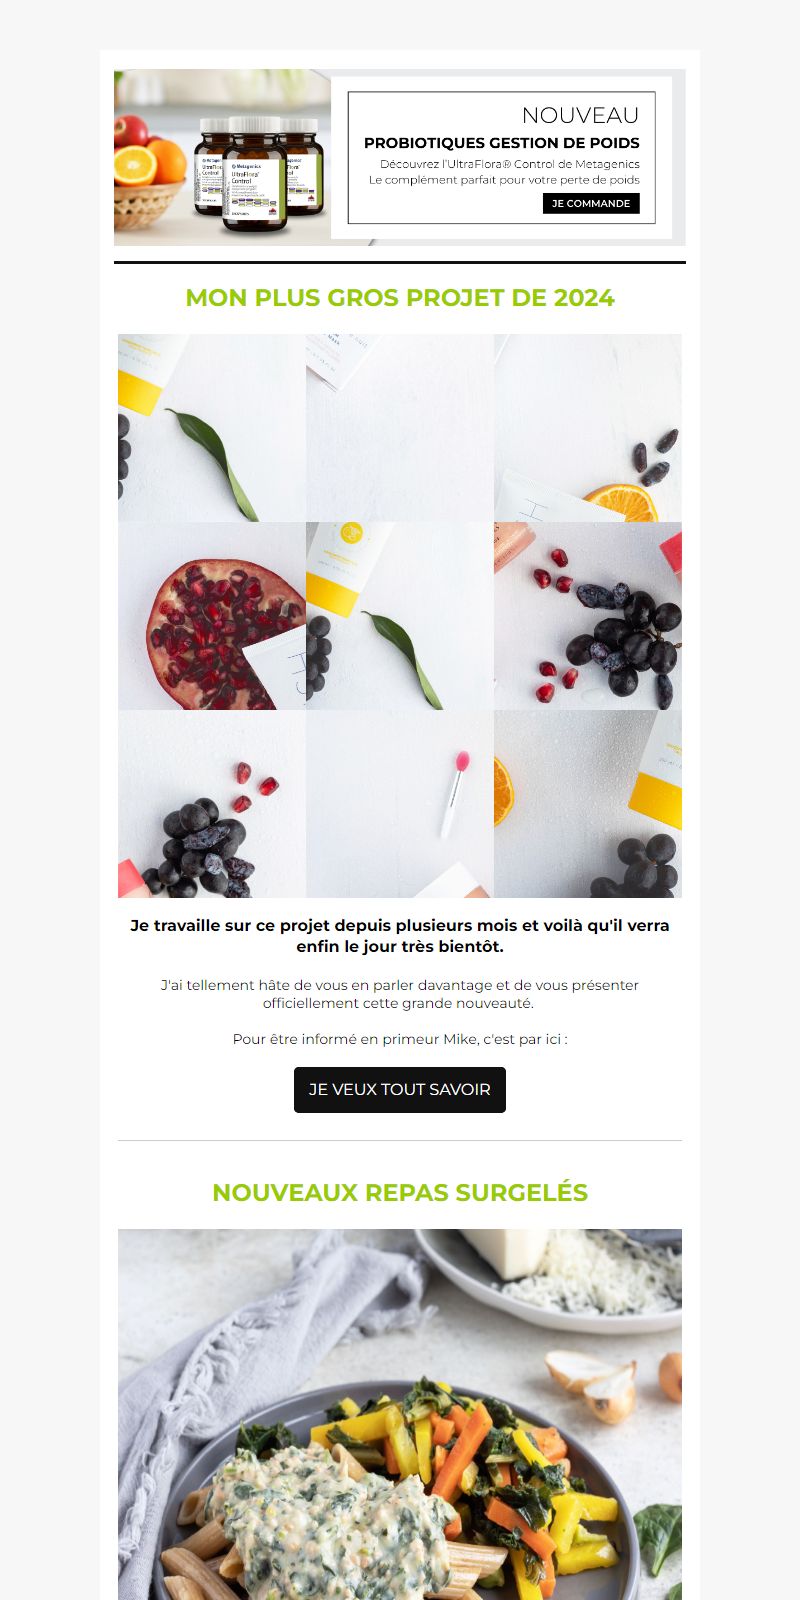 Metagenics
UltraFlora®
Control
NOUVEAU
PROBIOTIQUES GESTION DE POIDS
Découvrez l'UltraFlora® Control de Metagenics
Le complément parfait pour votre perte de poids
JE COMMANDE
MON PLUS GROS PROJET DE 2024
Je travaille sur ce projet depuis plusieurs mois et voilà qu'il verra
enfin le jour très bientôt.
J'ai tellement hâte de vous en parler davantage et de vous présenter
officiellement cette grande nouveauté.
Pour être informé en primeur Mike, c'est par ici :
JE VEUX TOUT SAVOIR
NOUVEAUX REPAS SURGELÉS